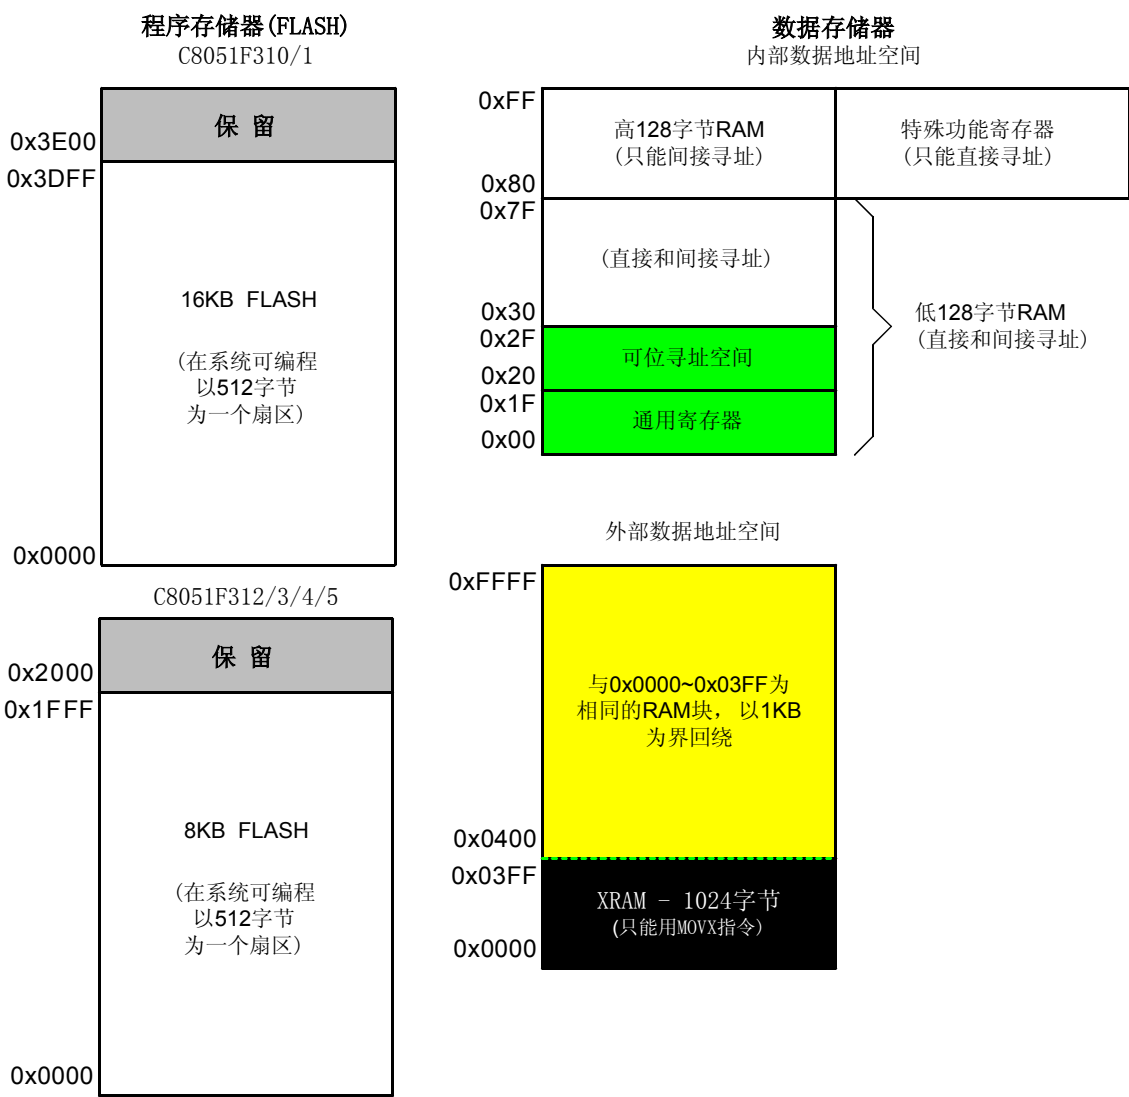 程序存储器(FLASH)
C8051F310/1
保 留
0x3E00
0x3DFF
16KB FLASH
(在系统可编程
以512字节
为一个扇区)
0x0000
C8051F312/3/4/5
保 留
0x2000
0x1FFF
8KB FLASH
(在系统可编程
以512字节
为一个扇区)
0x0000
数据存储器
内部数据地址空间
0xFF
高128字节RAM
(只能间接寻址)
特殊功能寄存器
(只能直接寻址)
0x80
0x7F
(直接和间接寻址)
0x30
0x2F
可位寻址空间
0x20
0x1F
通用寄存器
0x00
低128字节RAM
(直接和间接寻址)
外部数据地址空间
0xFFFF
与0x0000~0x03FF为
相同的RAM块，以1KB
为界回绕
0x0400
0x03FF
XRAM - 1024字节
(只能用MOVX指令)
0x0000